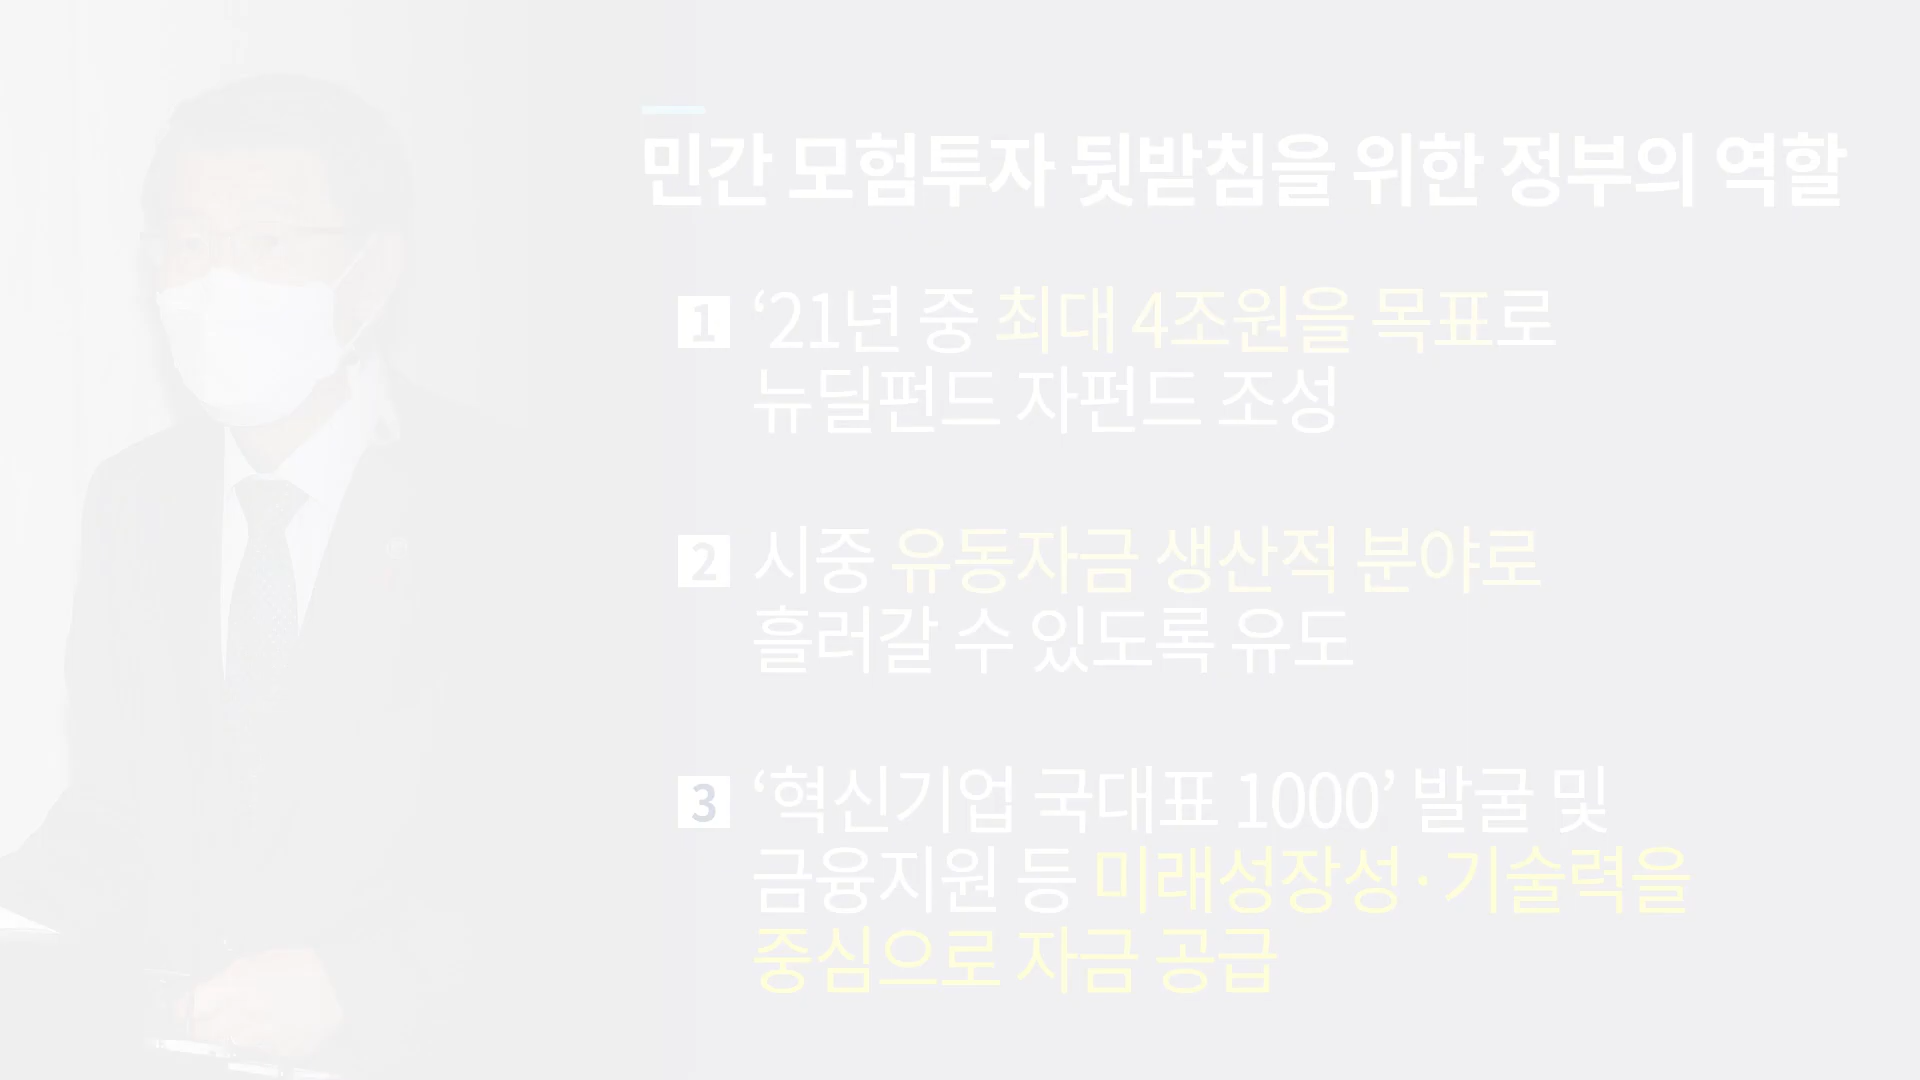 민간 모험투자 뒷받침을 위한 정부의 역할
1 ‘21년 중 최대 4조원을 목표로
뉴딜펀드 자펀드 조성
2 시중 유동자금 생산적 분야로
흘러갈 수 있도록 유도
3 ‘혁신기업 국대표 1000’ 발굴 및
금융지원 등 미래성장성·기술력을
중심으로 자금 공급